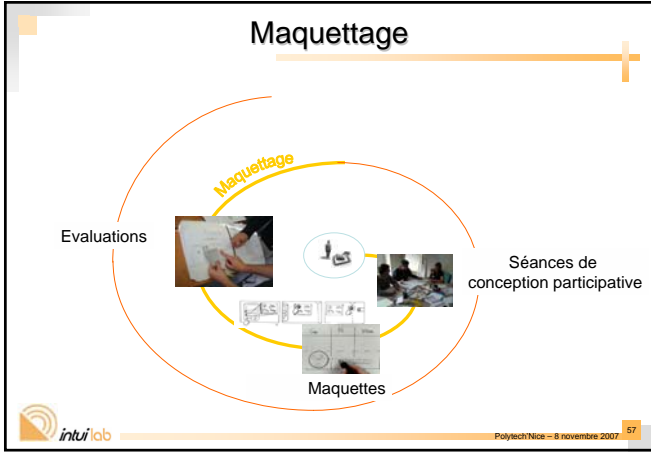 Maquettage
Maquettage
Evaluations
Séances de
conception participative
Maquettes
intuilab
Polytech'Nice – 8 novembre 2007
57